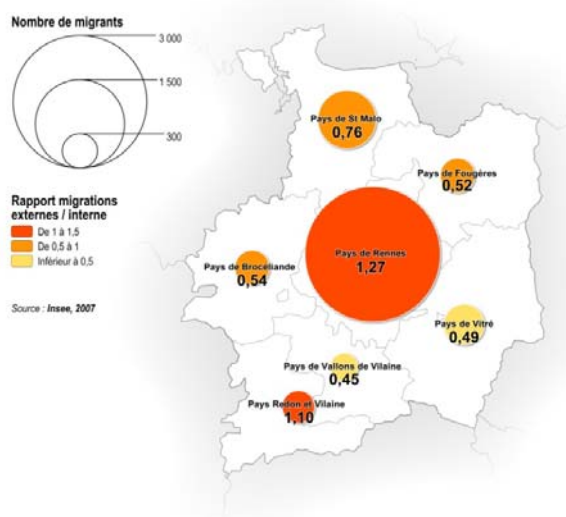 Nombre de migrants
3 000
1 500
300
Rapport migrations
externes / interne
De 1 à 1,5
De 0,5 à 1
Inférieur à 0,5
Source : Insee, 2007
Pays de St Malo
0,76
Pays de Fougères
0,52
Pays de Rennes
1,27
Pays de Brocéliande
0,54
Pays de Vitré
0,49
Pays de Vallons de Vilaine
0,45
Pays Redon et Vilaine
1,10